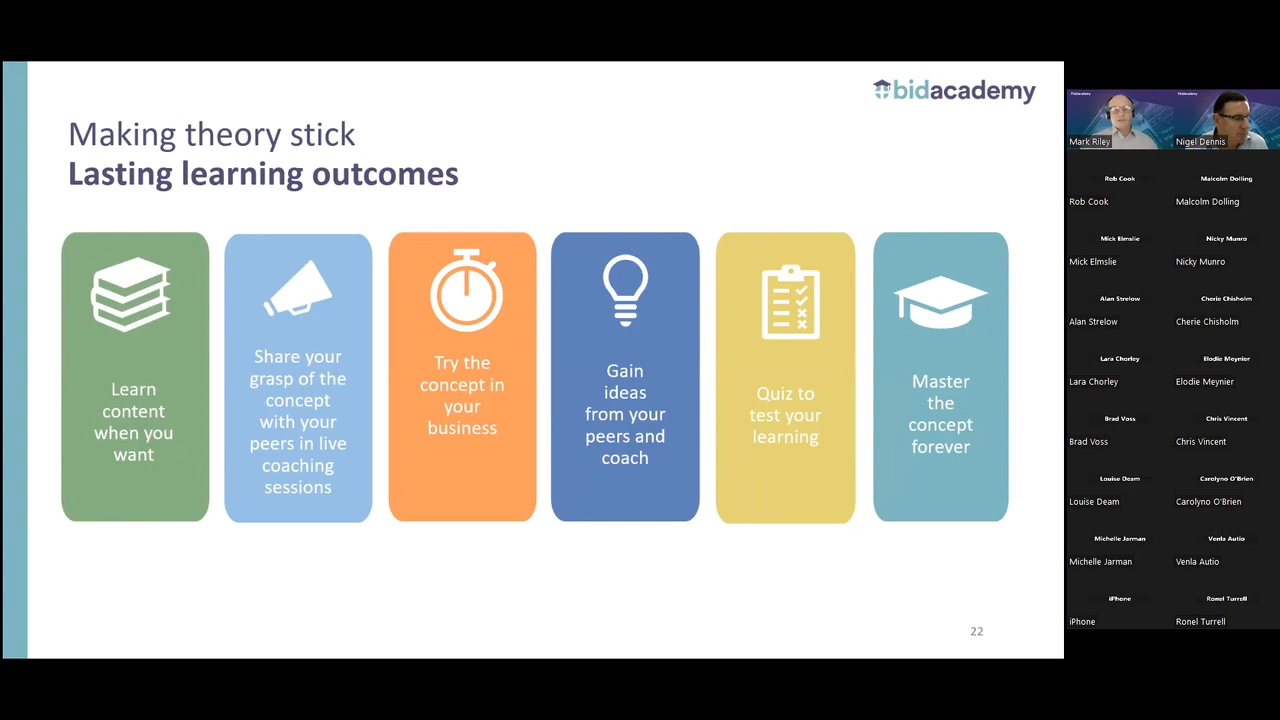 bidacademy
Making theory stick
Lasting learning outcomes
Learn
content
when you
want
Share your
grasp of the
concept
with your
peers in live
coaching
sessions
Try the
concept in
your
business
Gain
ideas
from your
peers and
coach
Quiz to
test your
learning
Master
the
concept
forever
22
Mark Riley
Nigel Dennis
Rob Cook
Malcolm Dolling
Rob Cook
Malcolm Dolling
Mick Elmslie
Nicky Munro
Mick Elmslie
Nicky Munro
Alan Strelow
Cherie Chisholm
Alan Strelow
Cherie Chisholm
Lara Chorley
Elodie Meynier
Lara Chorley
Elodie Meynier
Brad Voss
Chris Vincent
Brad Voss
Chris Vincent
Louise Deam
Carolyno O'Brien
Louise Deam
Carolyno O'Brien
Michelle Jarman
Venla Autio
Michelle Jarman
Venla Autio
iPhone
Ronel Turrell
iPhone
Ronel Turrell